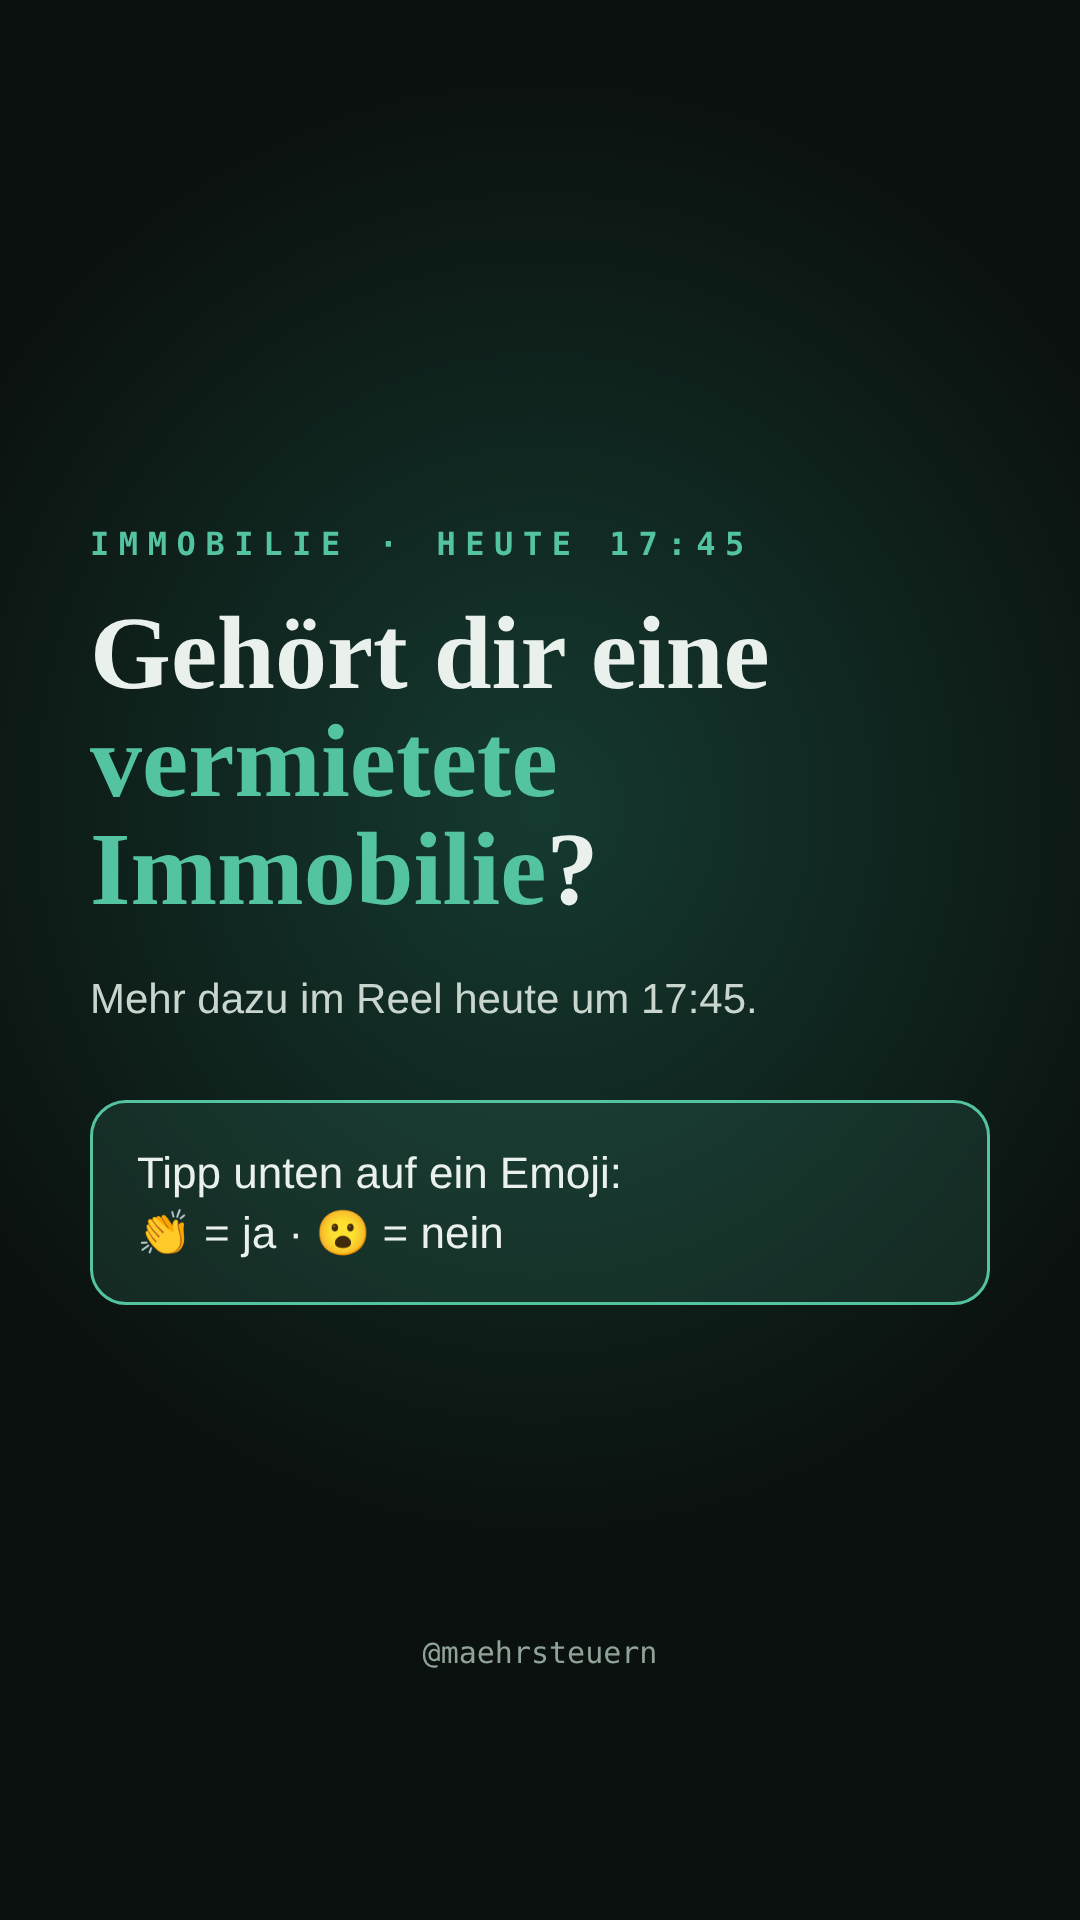 IMMOBILIE · HEUTE 17:45
Gehört dir eine
vermietete
Immobilie?
Mehr dazu im Reel heute um 17:45.
Tipp unten auf ein Emoji:
👏 = ja · 😮 = nein
@maehrsteuern